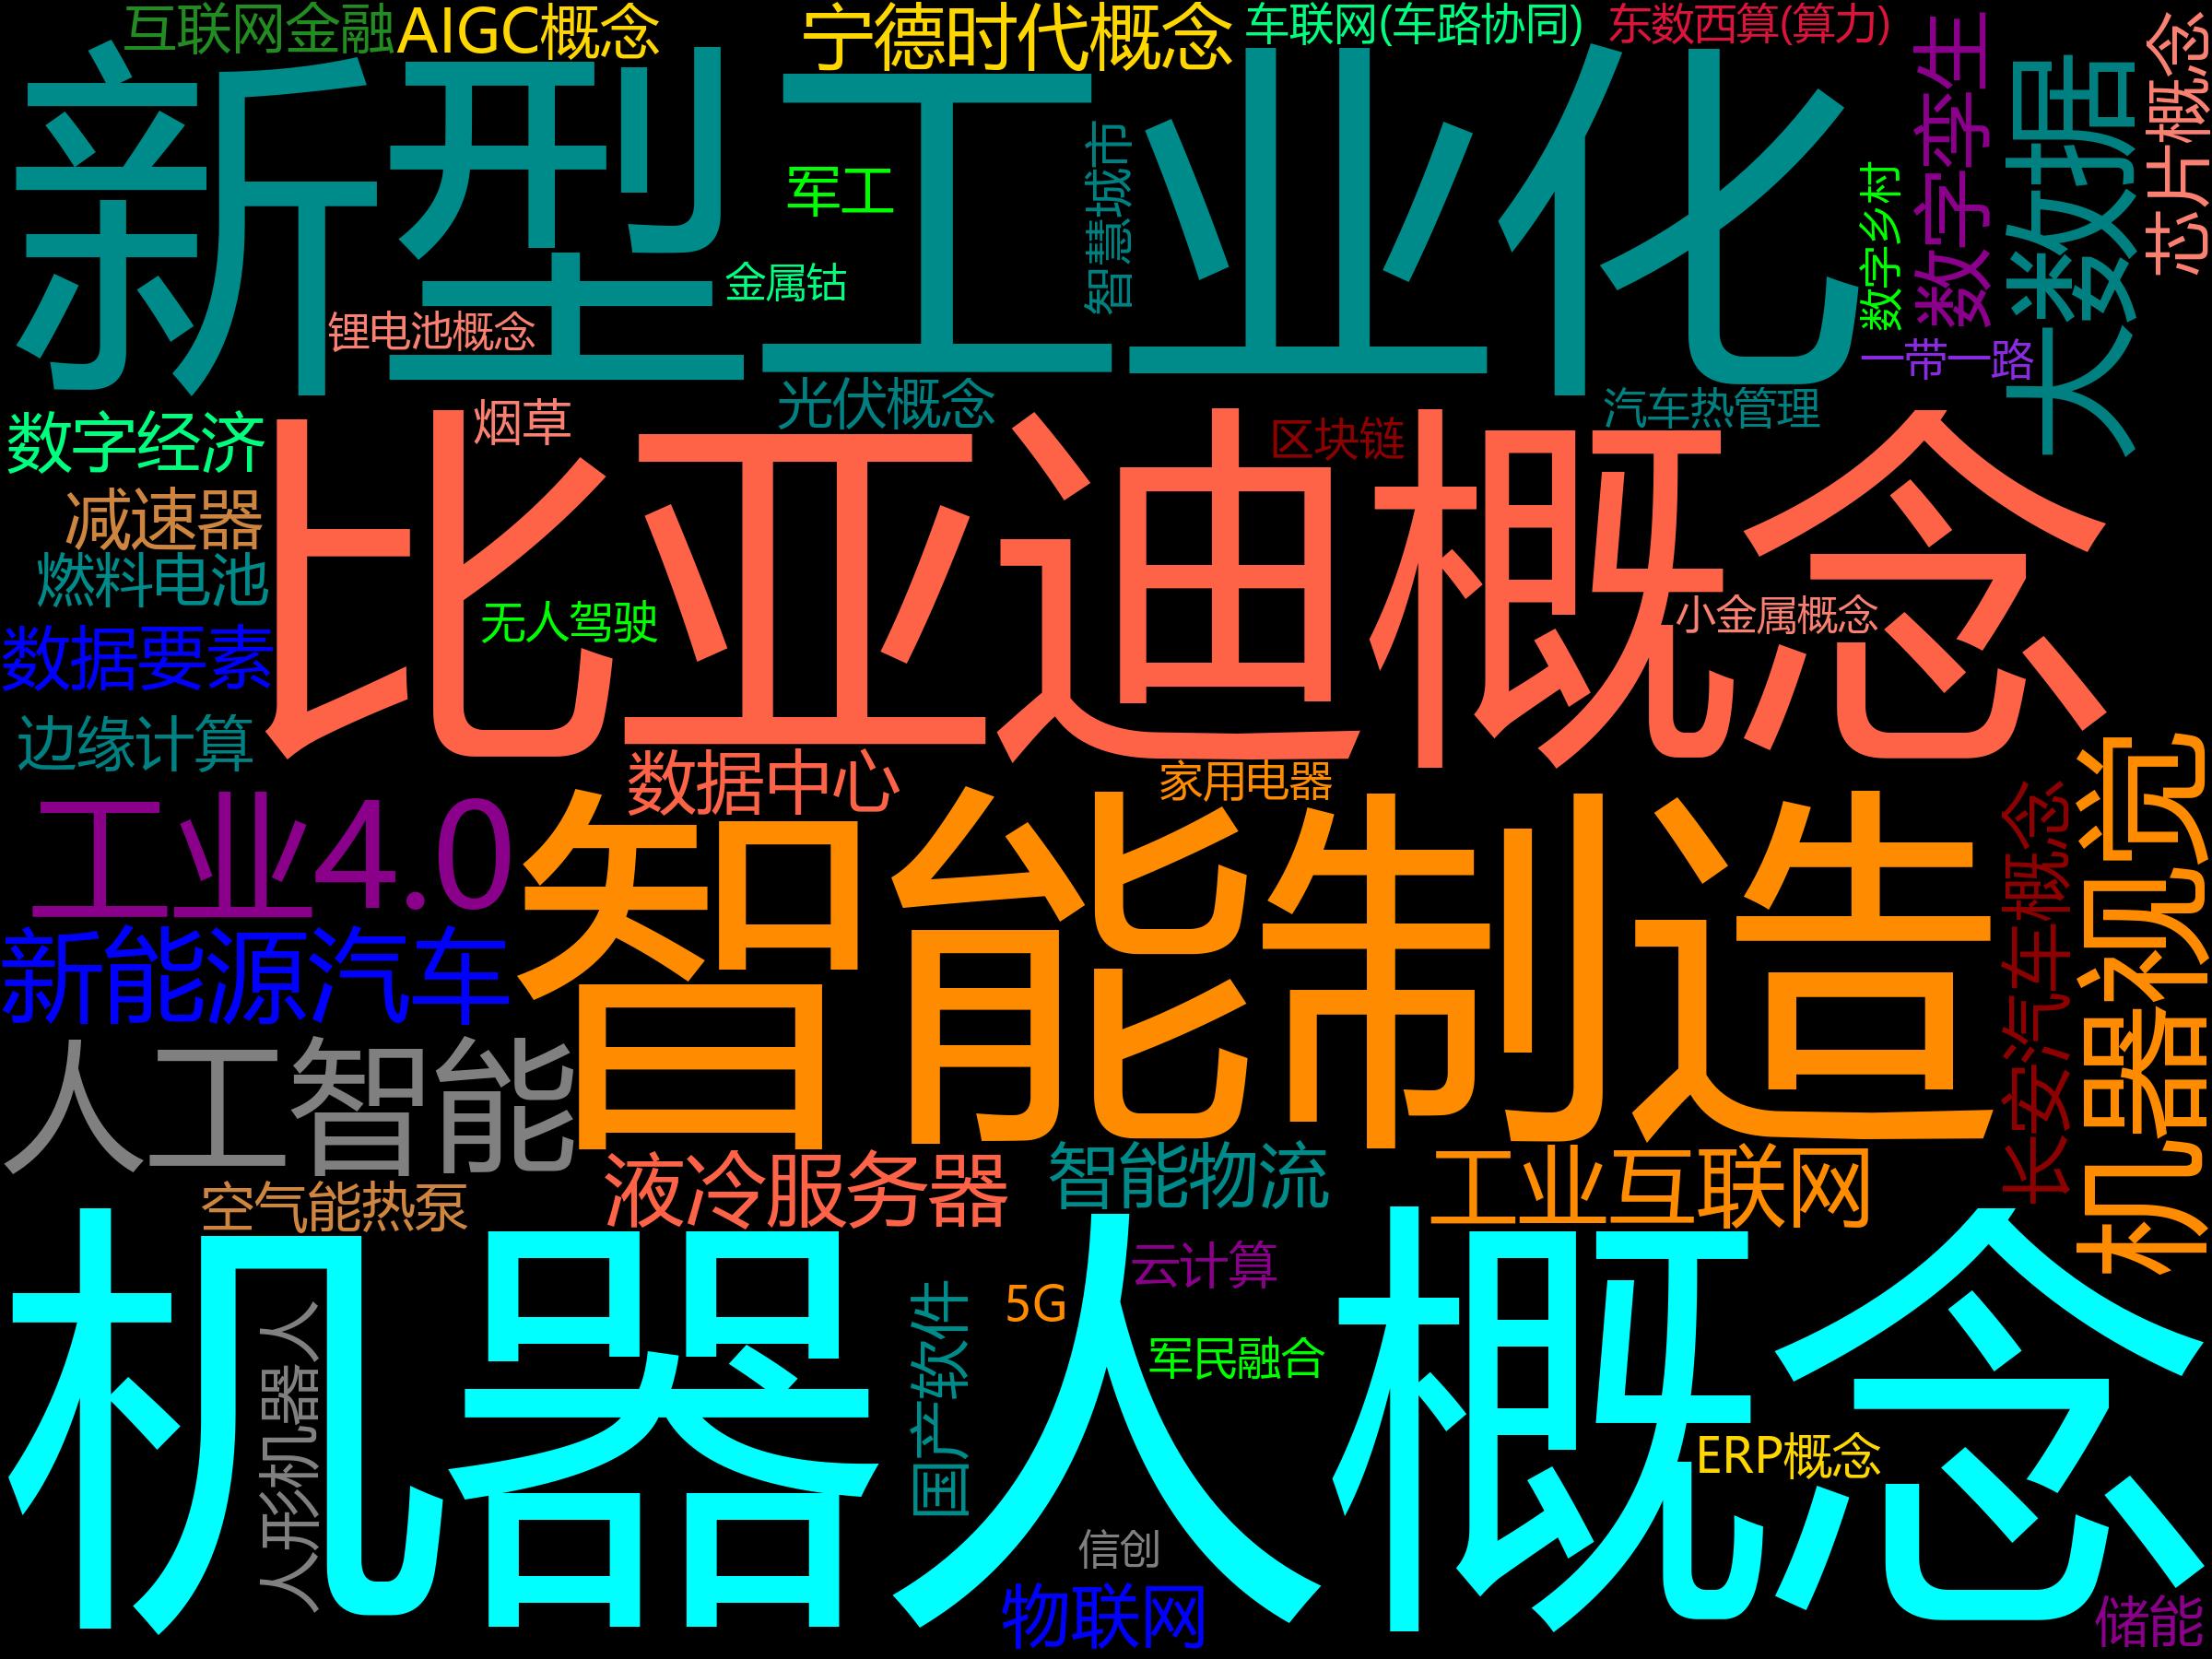 互联网金融
AIGC概念
宁德时代概念
车联网(车路协同)
东数西算(算力)
数字孪生
大数据
芯片概念
新型工业化
军工
智慧城市
数字乡村
金属钴
锂电池概念
一带一路
光伏概念
烟草
区块链
汽车热管理
数字经济
减速器
比亚迪概念
燃料电池
无人驾驶
小金属概念
数据要素
边缘计算
数据中心
家用电器
工业4.0
智能制造
长安汽车概念
机器视觉
新能源汽车
人工智能
液冷服务器
智能物流
工业互联网
空气能热泵
机器人概念
云计算
5G
国产软件
人形机器人
军民融合
ERP概念
信创
物联网
储能